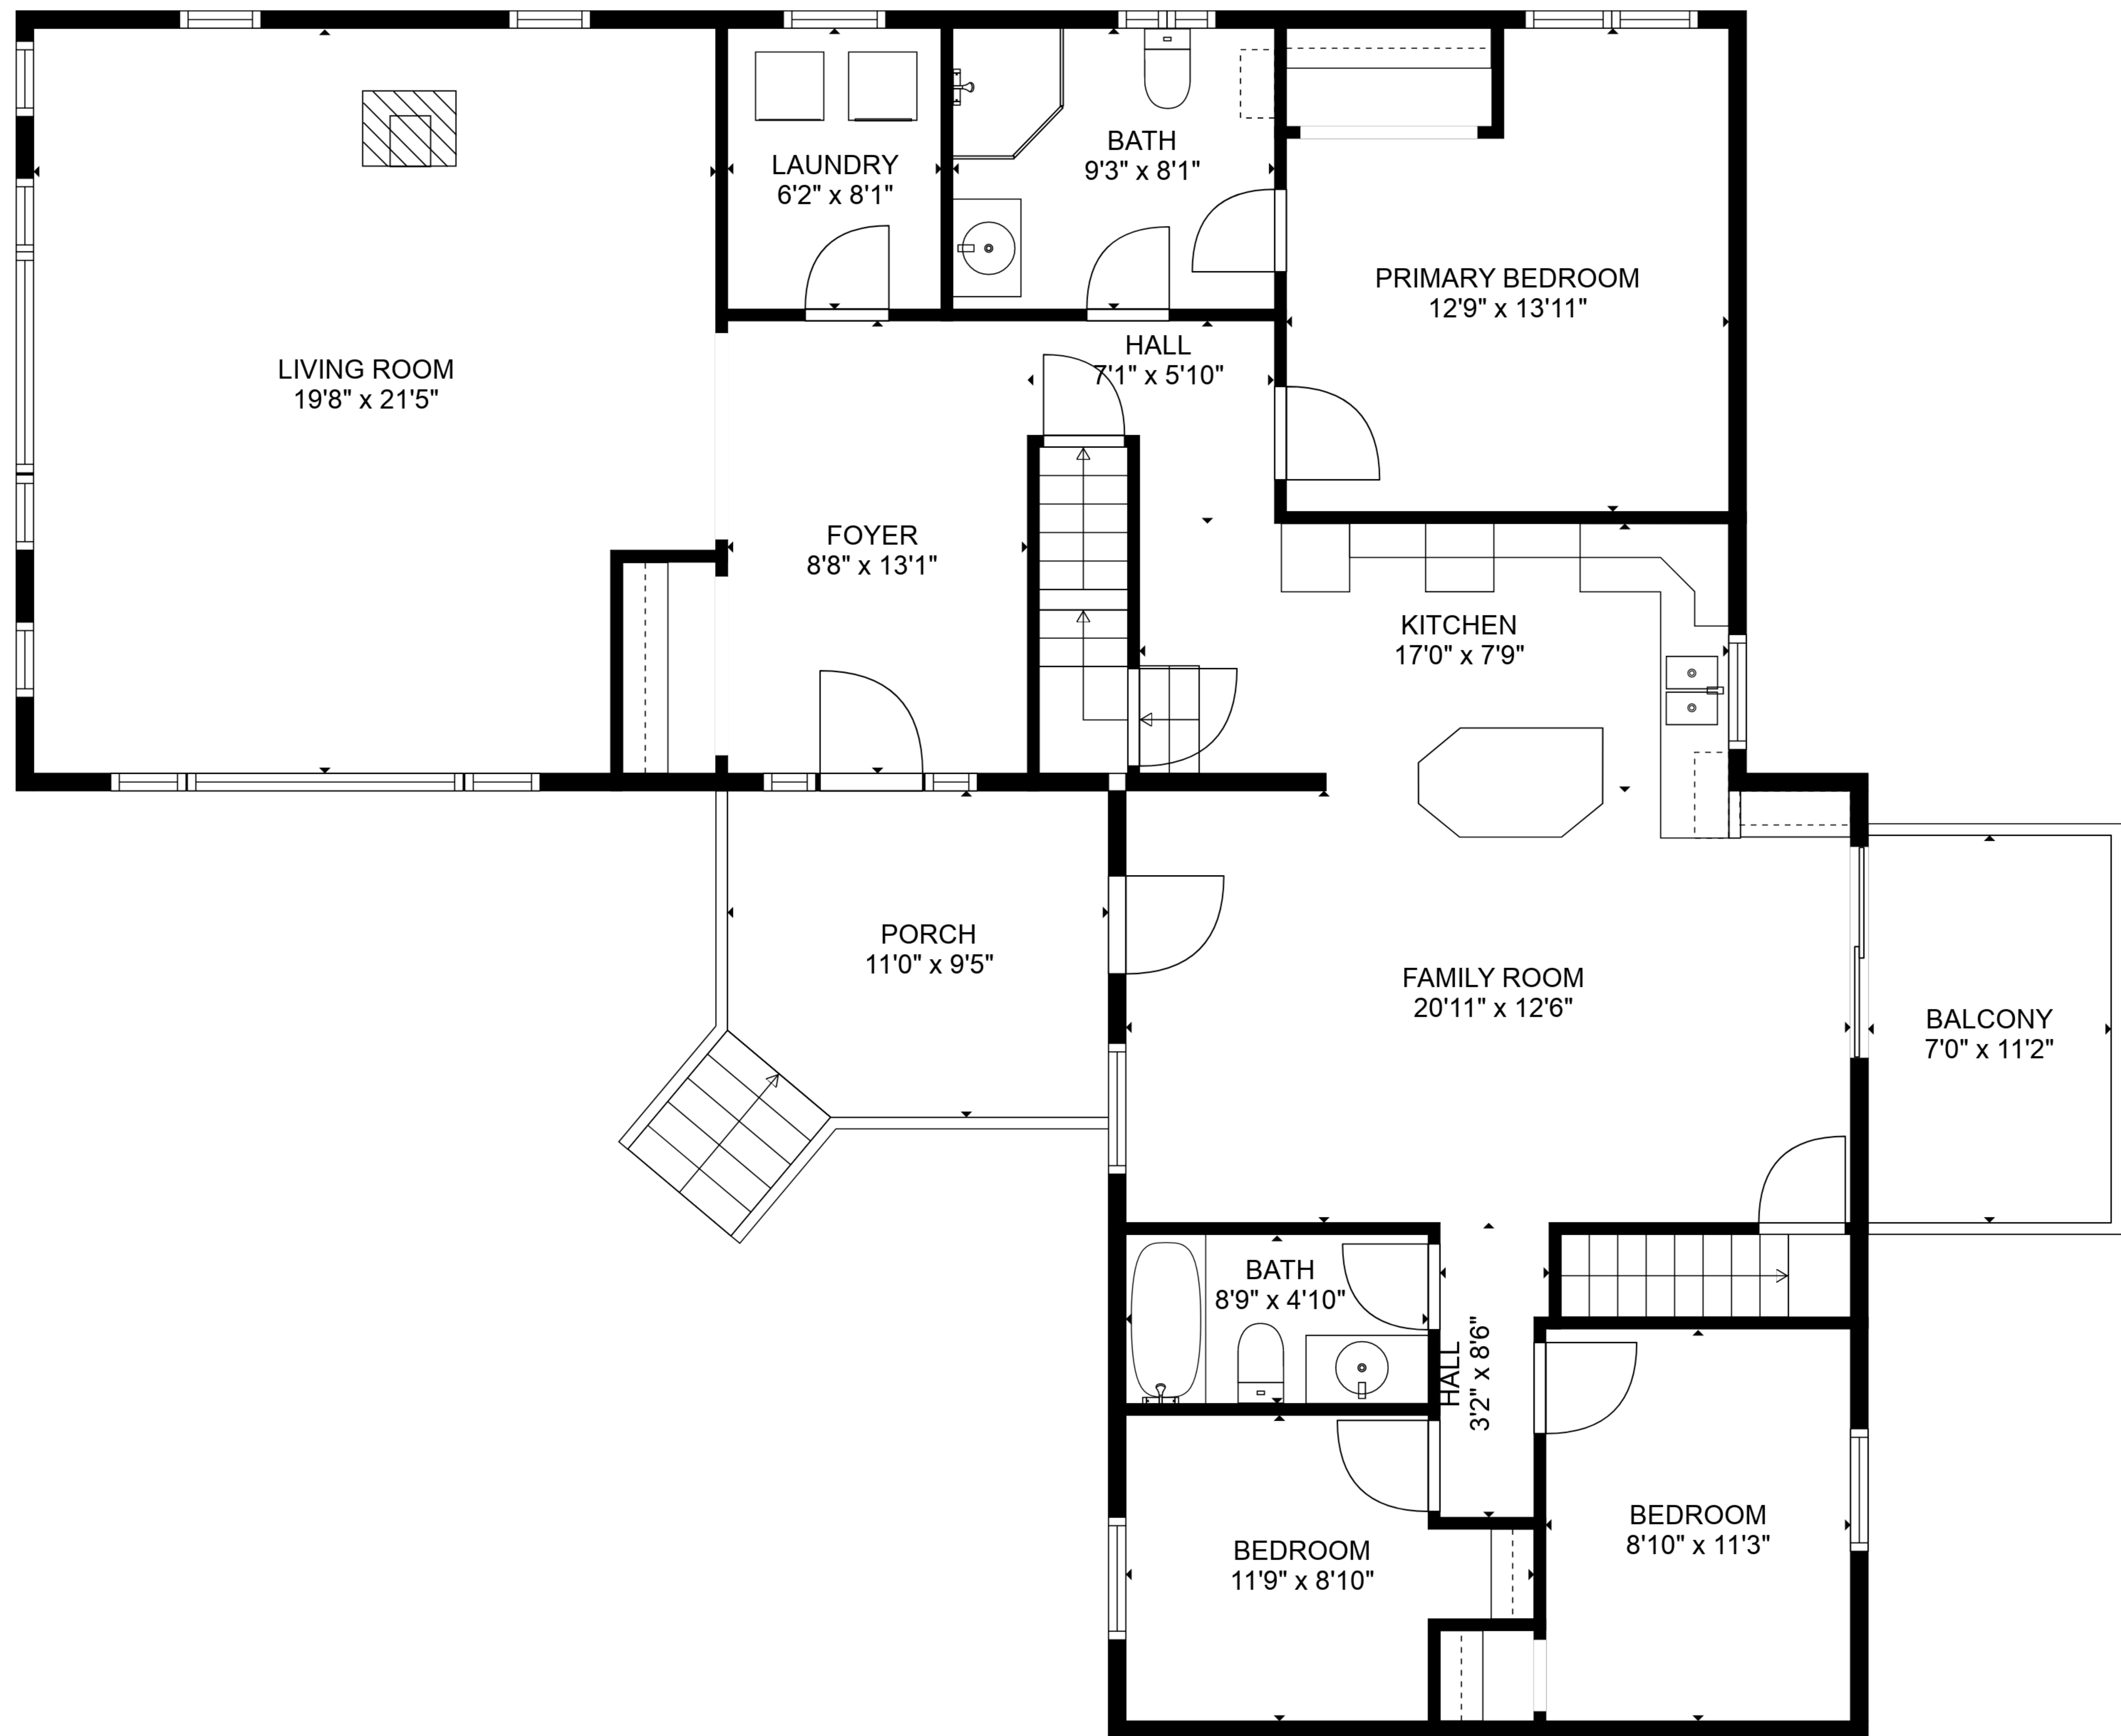 LAUNDRY
6'2" x 8'1"
BATH
9'3" x 8'1"
PRIMARY BEDROOM
12'9" x 13'11"
LIVING ROOM
19'8" x 21'5"
HALL
7'1" x 5'10"
FOYER
8'8" x 13'1"
KITCHEN
17'0" x 7'9"
PORCH
11'0" x 9'5"
FAMILY ROOM
20'11" x 12'6"
BALCONY
7'0" x 11'2"
BATH
8'9" x 4'10"
HALL
3'2" x 8'6"
BEDROOM
11'9" x 8'10"
BEDROOM
8'10" x 11'3"